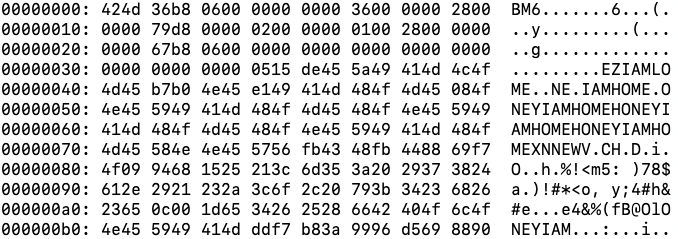 00000000: 424d 36b8 0600 0000 0000 3600 0000 2800  BM6.......6...(.
00000010: 0000 79d8 0000 0200 0000 0100 2800 0000  ..y.........(...
00000020: 0000 67b8 0600 0000 0000 0000 0000 0000  ..g.............
00000030: 0000 0000 0000 0515 de45 5a49 414d 4c4f  .........EZIAMLO
00000040: 4d45 b7b0 4e45 e149 414d 484f 4d45 084f  ME..NE.IAMHOME.O
00000050: 4e45 5949 414d 484f 4d45 484f 4e45 5949  NEYIAMHOMEHONEYI
00000060: 414d 484f 4d45 484f 4e45 5949 414d 484f  AMHOMEHONEYIAMHO
00000070: 4d45 584e 4e45 5756 fb43 48fb 4488 69f7  MEXNNEWV.CH.D.i.
00000080: 4f09 9468 1525 213c 6d35 3a20 2937 3824  O..h.%!<m5: )78$
00000090: 612e 2921 232a 3c6f 2c20 793b 3423 6826  a.)!#*<o, y;4#h&
000000a0: 2365 0c00 1d65 3426 2528 6642 404f 6c4f  #e...e4&%(fB@OlO
000000b0: 4e45 5949 414d ddf7 b83a 9996 d569 8890  NEYIAM...:...i..